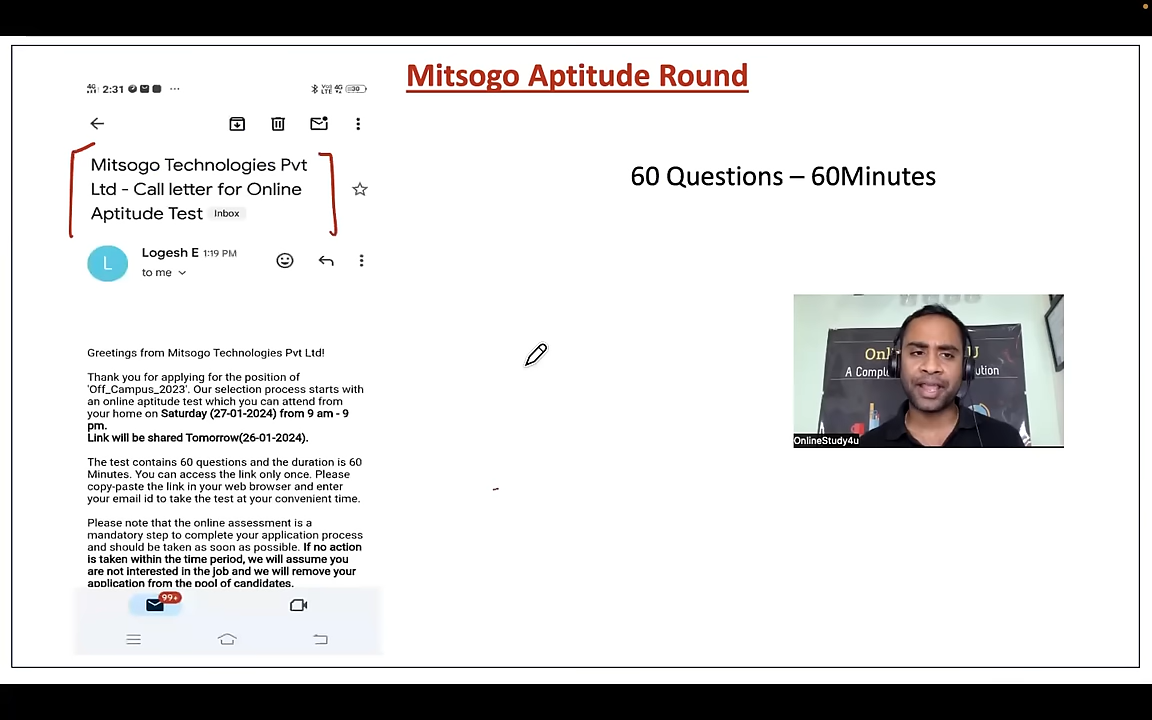 Mitsogo Aptitude Round
60 Questions – 60Minutes
2:31
Mitsogo Technologies Pvt
Ltd - Call letter for Online
Aptitude Test Inbox
L
Logesh E 1:19 PM
to me
Greetings from Mitsogo Technologies Pvt Ltd!
Thank you for applying for the position of
'Off_Campus_2023'. Our selection process starts with
an online aptitude test which you can attend from
your home on Saturday (27-01-2024) from 9 am - 9
pm.
Link will be shared Tomorrow(26-01-2024).
The test contains 60 questions and the duration is 60
Minutes. You can access the link only once. Please
copy-paste the link in your web browser and enter
your email id to take the test at your convenient time.
Please note that the online assessment is a
mandatory step to complete your application process
and should be taken as soon as possible. If no action
is taken within the time period, we will assume you
are not interested in the job and we will remove your
application from the pool of candidates.
99+
OnlineStudy4u